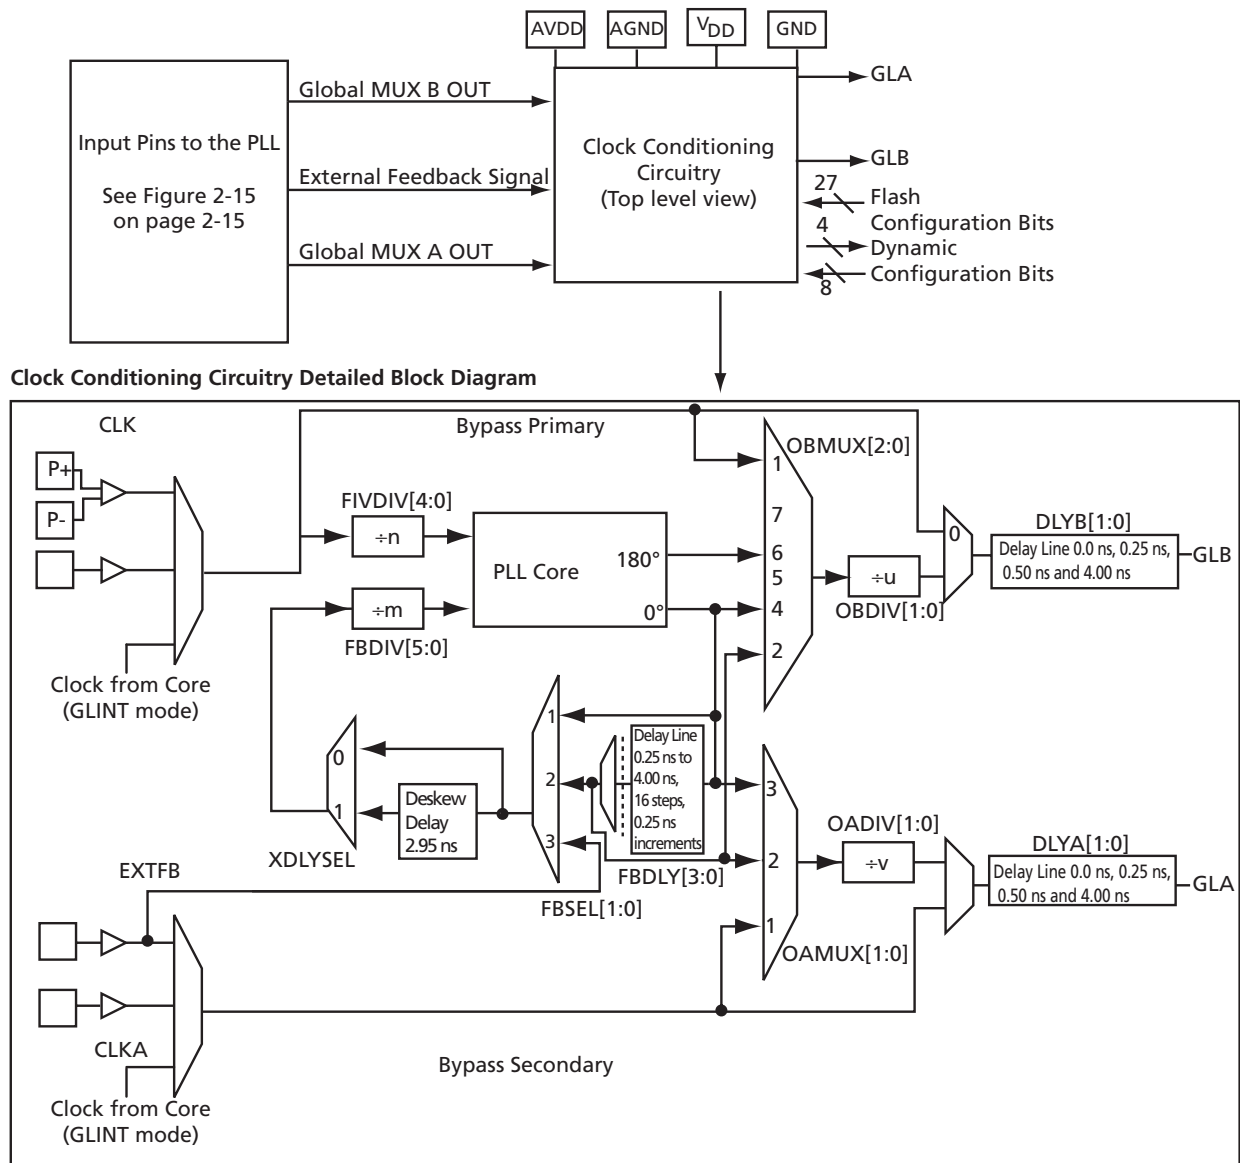 AVDD
AGND
VDD
GND
Input Pins to the PLL
See Figure 2-15
on page 2-15
Global MUX B OUT
External Feedback Signal
Global MUX A OUT
Clock Conditioning
Circuitry
(Top level view)
GLA
GLB
27
Flash
Configuration Bits
4
Dynamic
Configuration Bits
8
Clock Conditioning Circuitry Detailed Block Diagram
CLK
Bypass Primary
P+
P-
FIVDIV[4:0]
÷n
÷m
FBDIV[5:0]
PLL Core
180°
0°
OBMUX[2:0]
1
7
6
5
4
2
÷u
OBDIV[1:0]
0
DLYB[1:0]
Delay Line 0.0 ns, 0.25 ns,
0.50 ns and 4.00 ns
GLB
Clock from Core
(GLINT mode)
0
1
XDLYSEL
Deskew
Delay
2.95 ns
1
2
3
FBSEL[1:0]
Delay Line
0.25 ns to
4.00 ns,
16 steps,
0.25 ns
increments
FBDLY[3:0]
3
2
1
OAMUX[1:0]
OADIV[1:0]
÷v
DLYA[1:0]
Delay Line 0.0 ns, 0.25 ns,
0.50 ns and 4.00 ns
GLA
EXTFB
CLKA
Bypass Secondary
Clock from Core
(GLINT mode)